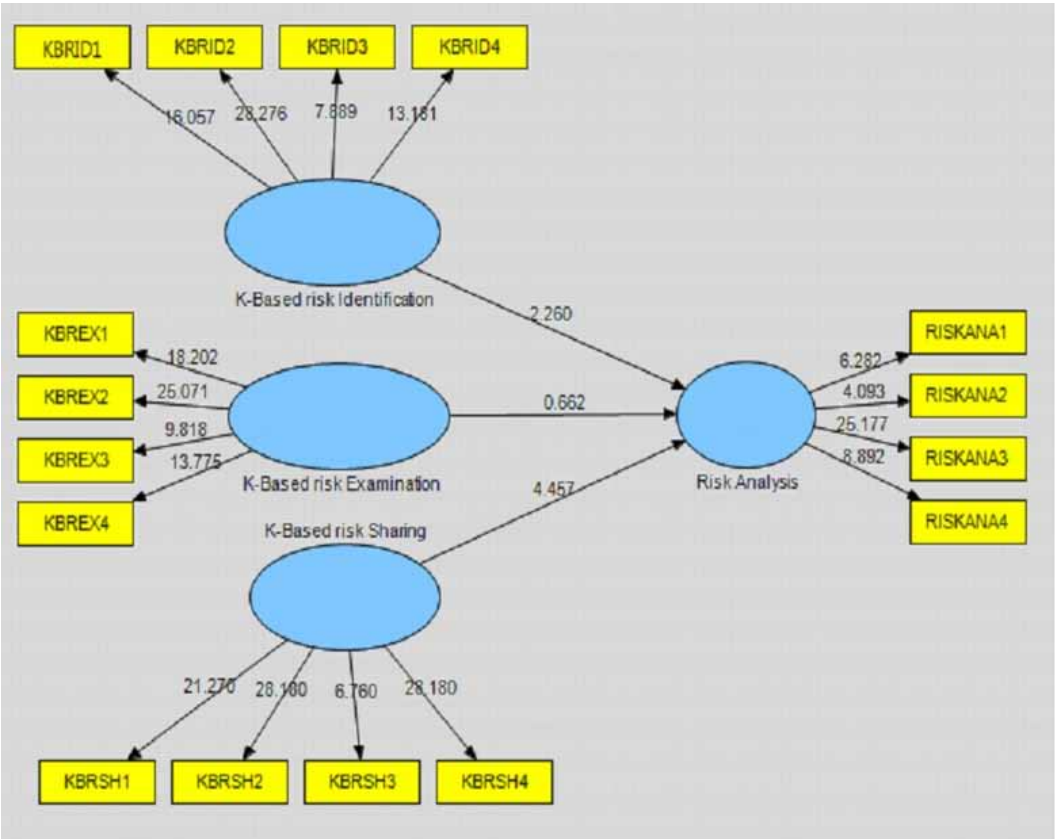 KBRID1
KBRID2
KBRID3
KBRID4
16.057
28.276
7.889
13.181
K-Based risk Identification
2.260
KBREX1
KBREX2
KBREX3
KBREX4
18.202
25.071
9.818
13.775
K-Based risk Examination
0.662
K-Based risk Sharing
4.457
Risk Analysis
6.282
4.093
25.177
8.892
RISKANA1
RISKANA2
RISKANA3
RISKANA4
21.270
28.180
6.760
28.180
KBRSH1
KBRSH2
KBRSH3
KBRSH4